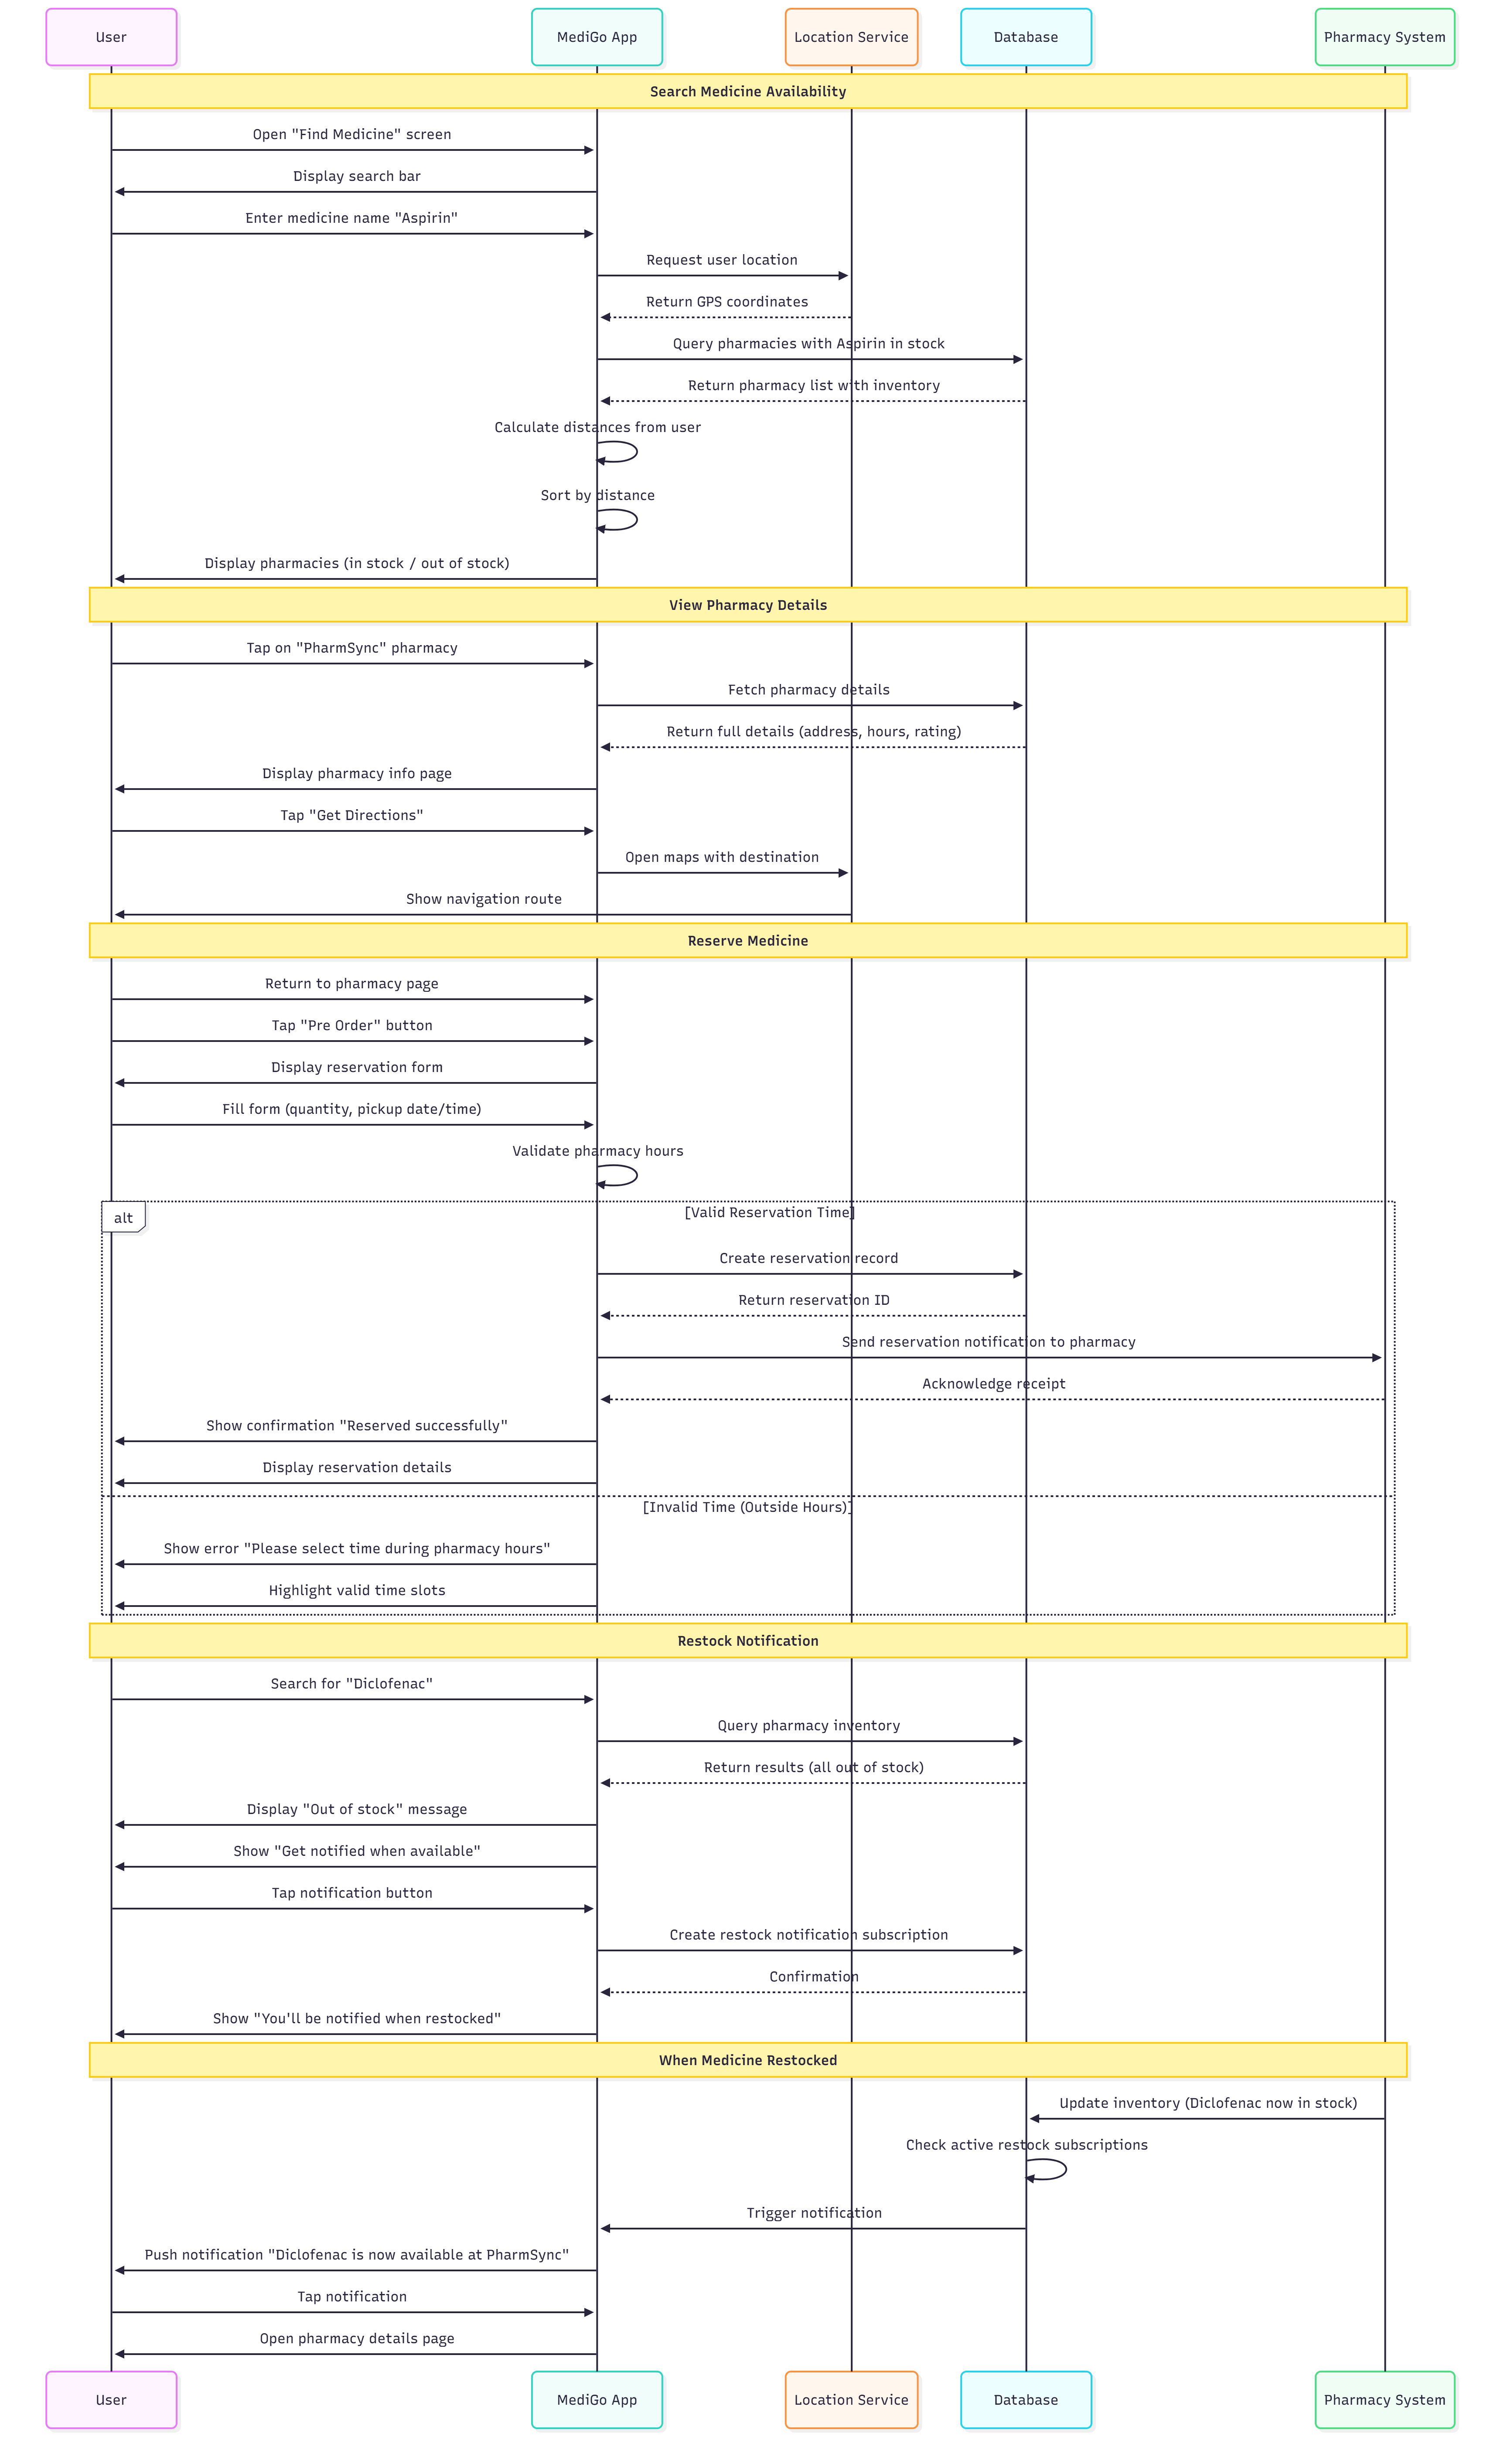 User
MediGo App
Location Service
Database
Pharmacy System
Search Medicine Availability
Open "Find Medicine" screen
Display search bar
Enter medicine name "Aspirin"
Request user location
Return GPS coordinates
Query pharmacies with Aspirin in stock
Return pharmacy list with inventory
Calculate distances from user
Sort by distance
Display pharmacies (in stock / out of stock)
View Pharmacy Details
Tap on "PharmSync" pharmacy
Fetch pharmacy details
Return full details (address, hours, rating)
Display pharmacy info page
Tap "Get Directions"
Open maps with destination
Show navigation route
Reserve Medicine
Return to pharmacy page
Tap "Pre Order" button
Display reservation form
Fill form (quantity, pickup date/time)
Validate pharmacy hours
alt
[Valid Reservation Time]
Create reservation record
Return reservation ID
Send reservation notification to pharmacy
Acknowledge receipt
Show confirmation "Reserved successfully"
Display reservation details
[Invalid Time (Outside Hours)]
Show error "Please select time during pharmacy hours"
Highlight valid time slots
Restock Notification
Search for "Diclofenac"
Query pharmacy inventory
Return results (all out of stock)
Display "Out of stock" message
Show "Get notified when available"
Tap notification button
Create restock notification subscription
Confirmation
Show "You'll be notified when restocked"
When Medicine Restocked
Update inventory (Diclofenac now in stock)
Check active restock subscriptions
Trigger notification
Push notification "Diclofenac is now available at PharmSync"
Tap notification
Open pharmacy details page
User
MediGo App
Location Service
Database
Pharmacy System